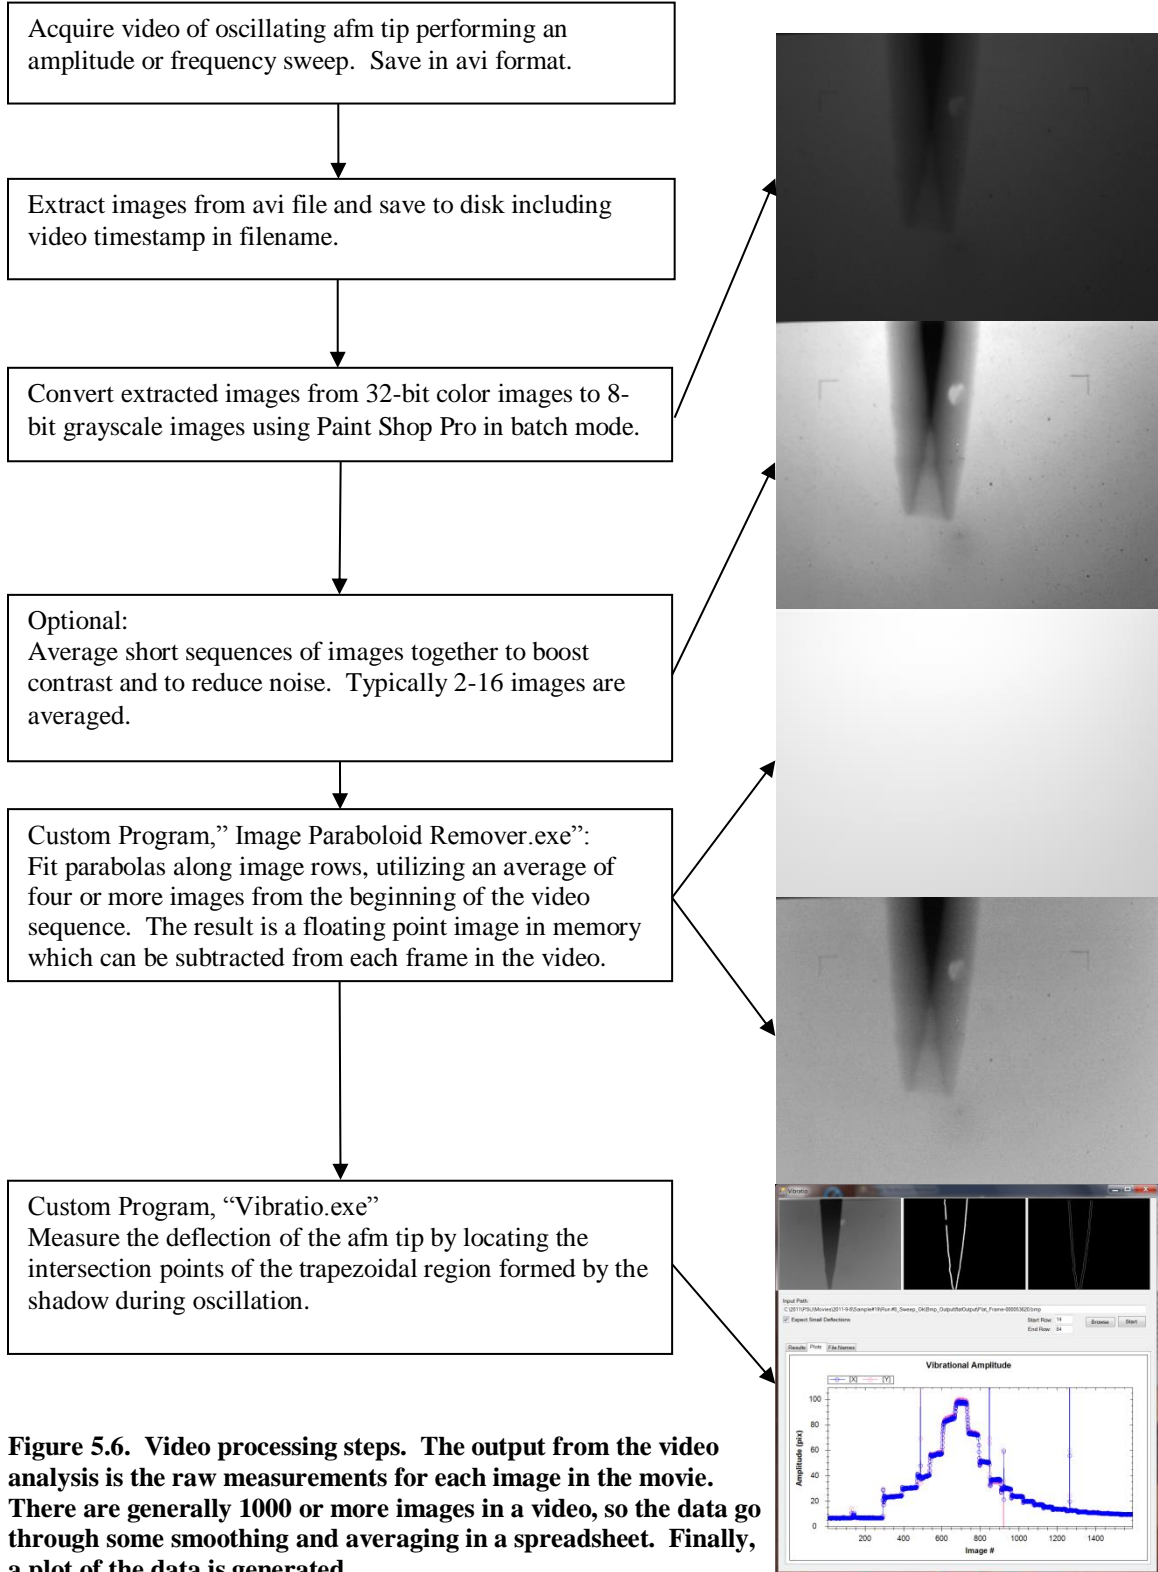 Acquire video of oscillating afm tip performing an
amplitude or frequency sweep.  Save in avi format.
Extract images from avi file and save to disk including
video timestamp in filename.
Convert extracted images from 32-bit color images to 8-
bit grayscale images using Paint Shop Pro in batch mode.
Optional:
Average short sequences of images together to boost
contrast and to reduce noise.  Typically 2-16 images are
averaged.
Custom Program,” Image Paraboloid Remover.exe”:
Fit parabolas along image rows, utilizing an average of
four or more images from the beginning of the video
sequence.  The result is a floating point image in memory
which can be subtracted from each frame in the video.
Custom Program, “Vibratio.exe”
Measure the deflection of the afm tip by locating the
intersection points of the trapezoidal region formed by the
shadow during oscillation.
Vibratio
Input Path:
Expect Small Deflections
Start Row: 14
End Row: 84
Browse Start
Results Plots File Names
Vibrational Amplitude
[X] [Y]
Amplitude (pix)
100
80
60
40
20
0
200 400 600 800 1000 1200 1400
Image #
Figure 5.6.  Video processing steps.  The output from the video
analysis is the raw measurements for each image in the movie.
There are generally 1000 or more images in a video, so the data go
through some smoothing and averaging in a spreadsheet.  Finally,
a plot of the data is generated